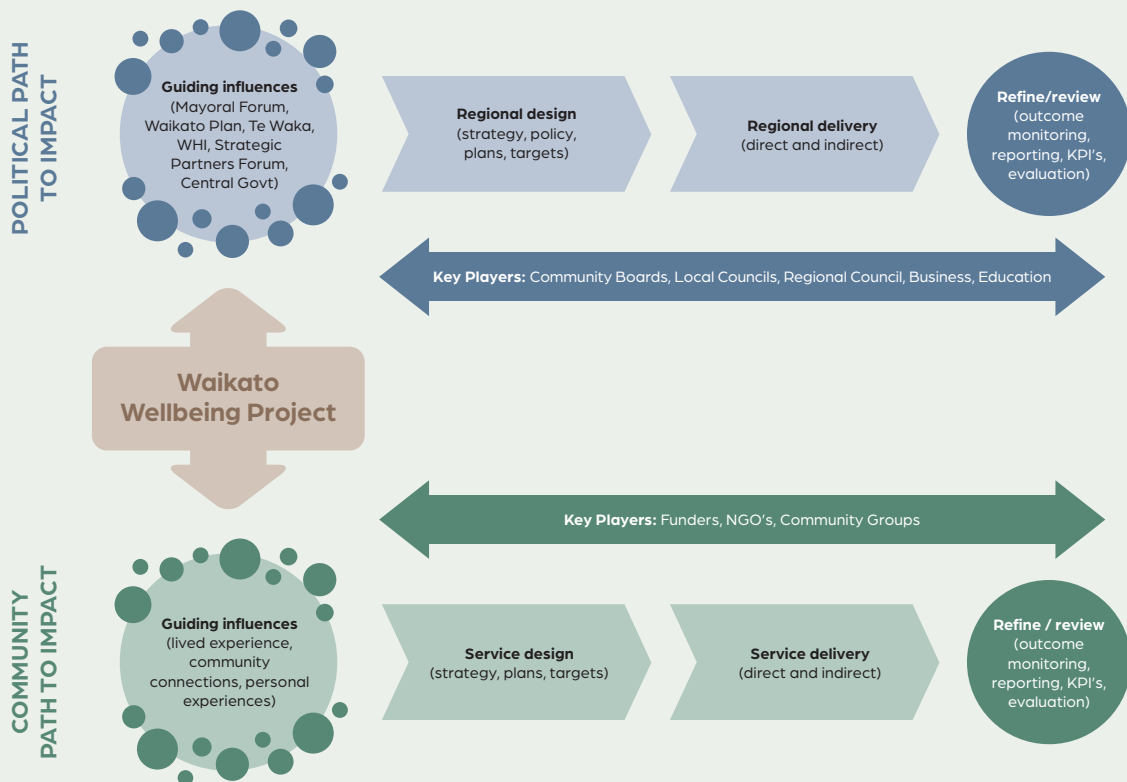 POLITICAL PATH
TO IMPACT
Guiding influences
(Mayoral Forum,
Waikato Plan, Te Waka,
WHI, Strategic
Partners Forum,
Central Govt)
Regional design
(strategy, policy,
plans, targets)
Regional delivery
(direct and indirect)
Refine/review
(outcome
monitoring,
reporting, KPI's,
evaluation)
Key Players: Community Boards, Local Councils, Regional Council, Business, Education
Waikato
Wellbeing Project
Key Players: Funders, NGO's, Community Groups
COMMUNITY
PATH TO IMPACT
Guiding influences
(lived experience,
community
connections, personal
experiences)
Service design
(strategy, plans, targets)
Service delivery
(direct and indirect)
Refine / review
(outcome
monitoring,
reporting, KPI's,
evaluation)